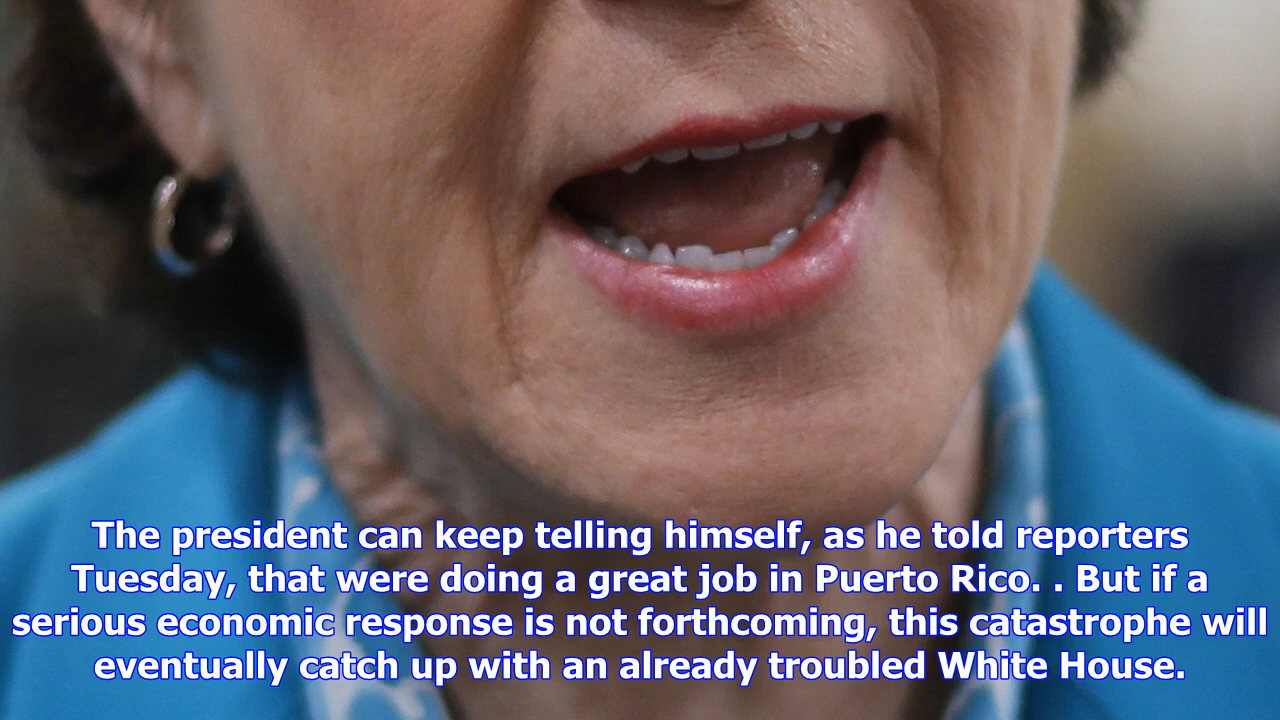 The president can keep telling himself, as he told reporters
Tuesday, that were doing a great job in Puerto Rico. . But if a
serious economic response is not forthcoming, this catastrophe will
eventually catch up with an already troubled White House.